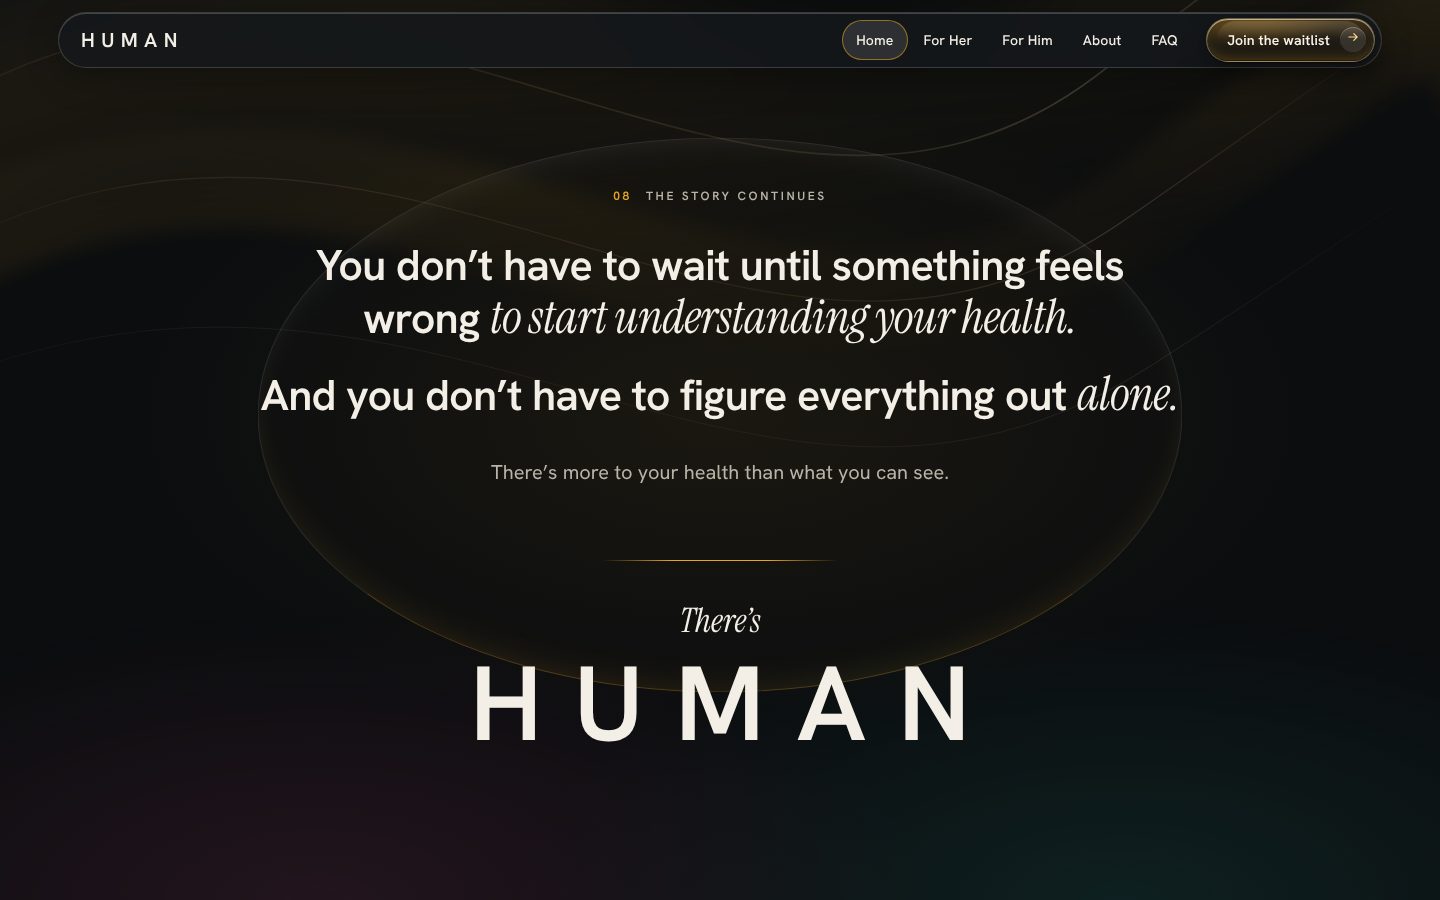 HUMAN
Home
For Her
For Him
About
FAQ
Join the waitlist →
08 THE STORY CONTINUES
You don’t have to wait until something feels
wrong to start understanding your health.
And you don’t have to figure everything out alone.
There’s more to your health than what you can see.
There’s
HUMAN